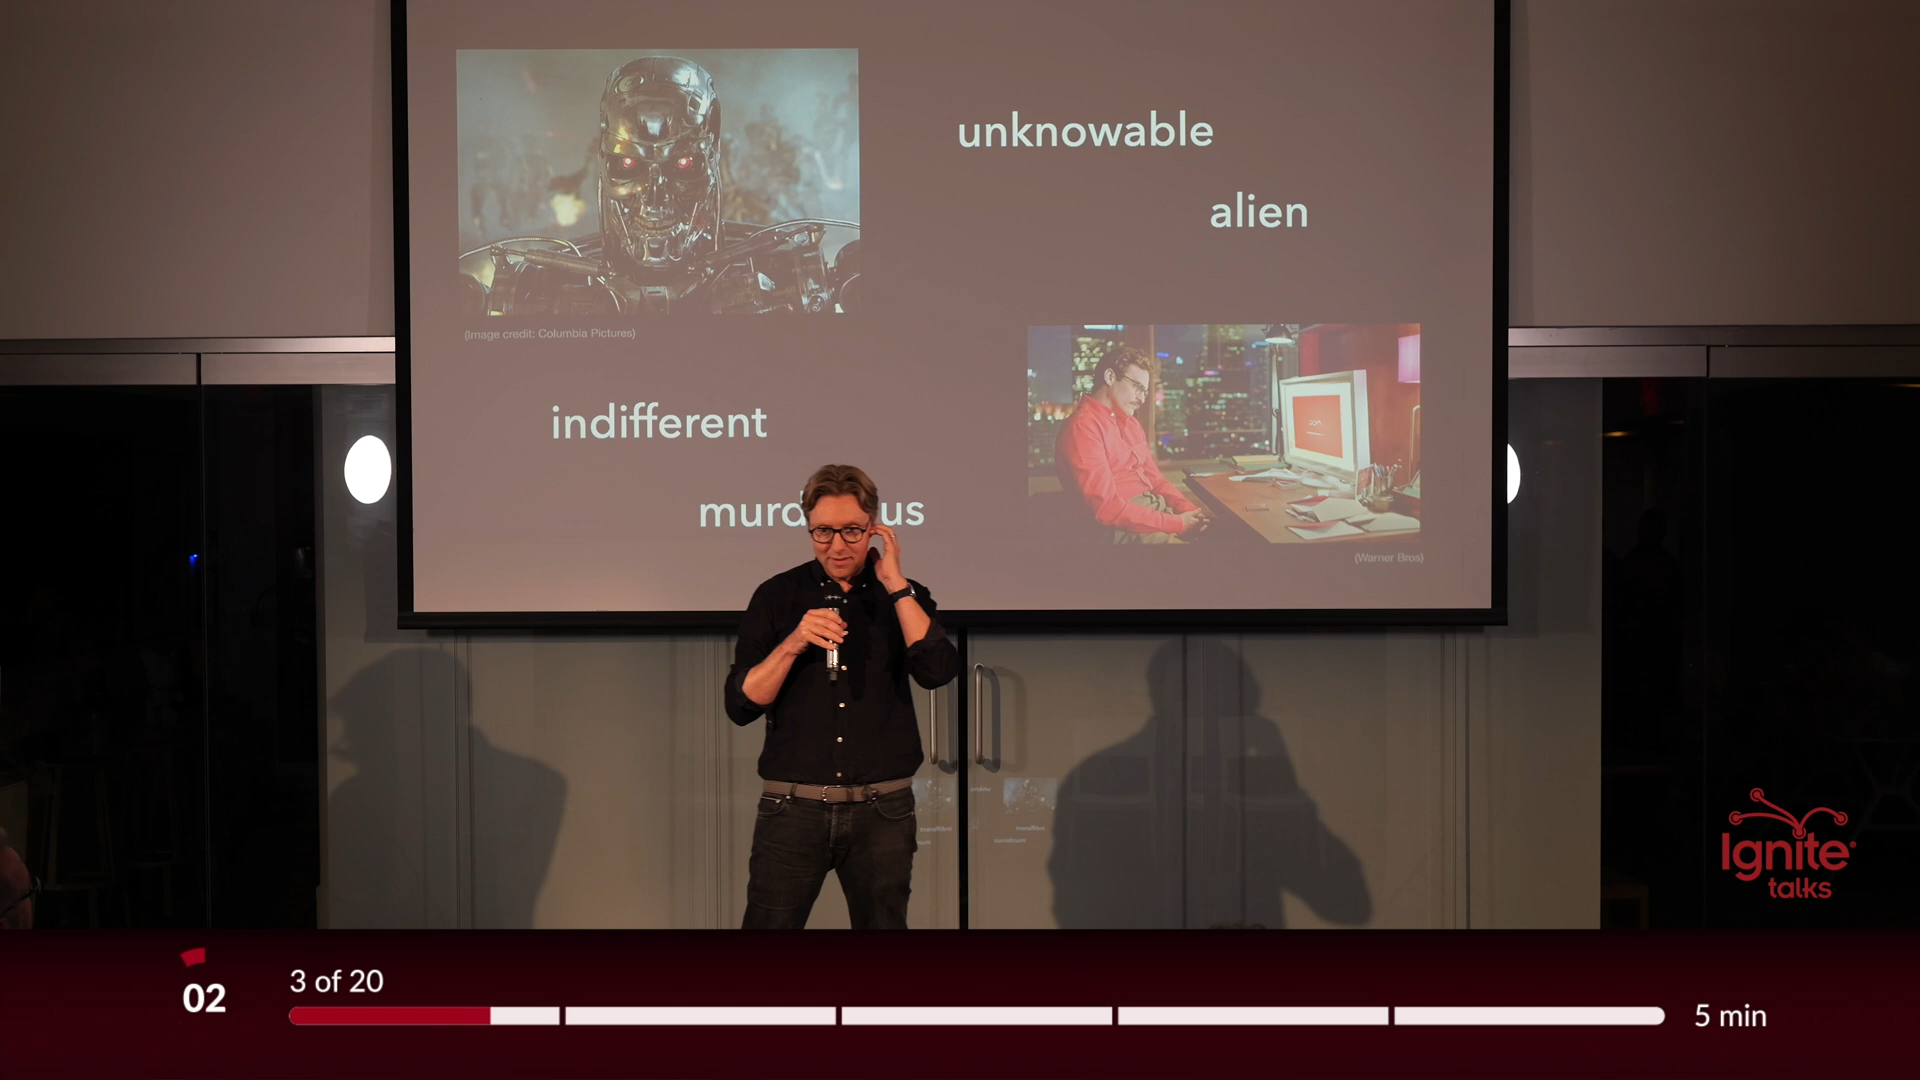 unknowable
alien
(Image credit: Columbia Pictures)
indifferent
(Warner Bros)
Ignite
talks
02
3 of 20
5 min